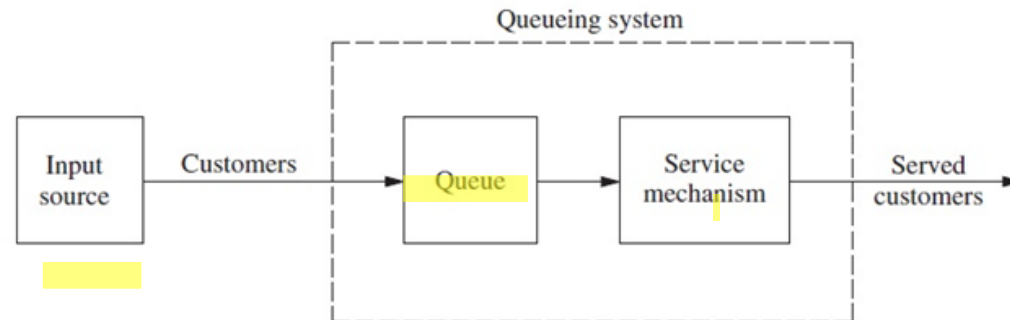 Queueing system
Input
source
Customers
Queue
Service
mechanism
Served
customers